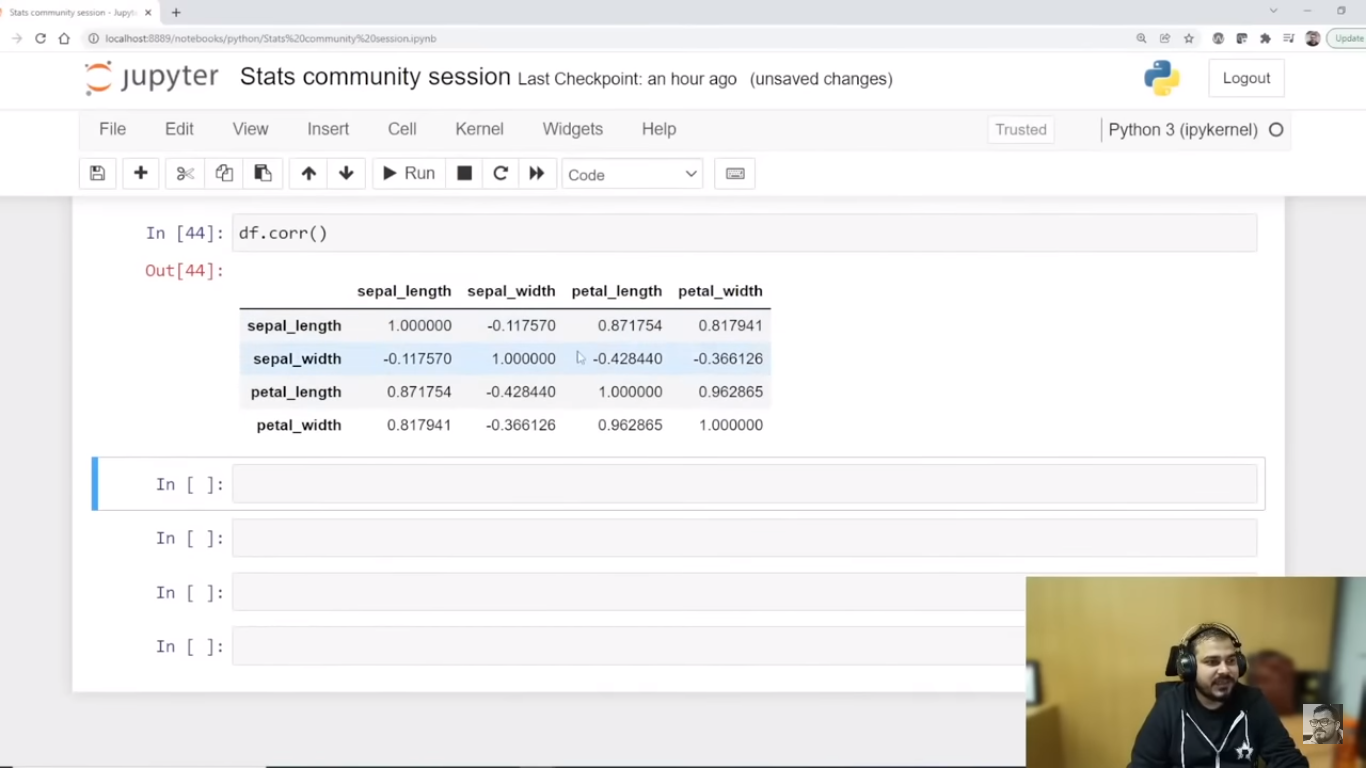 Stats community session - Jupyt
localhost:8889/notebooks/python/Stats%20community%20session.ipynb
Update
jupyter Stats community session Last Checkpoint: an hour ago (unsaved changes)
Logout
File Edit View Insert Cell Kernel Widgets Help
Trusted Python 3 (ipykernel)
Run Code
In [44]: df.corr()
Out[44]:
sepal_length sepal_width petal_length petal_width
sepal_length 1.000000 -0.117570 0.871754 0.817941
sepal_width -0.117570 1.000000 -0.428440 -0.366126
petal_length 0.871754 -0.428440 1.000000 0.962865
petal_width 0.817941 -0.366126 0.962865 1.000000
In [ ]:
In [ ]:
In [ ]:
In [ ]: